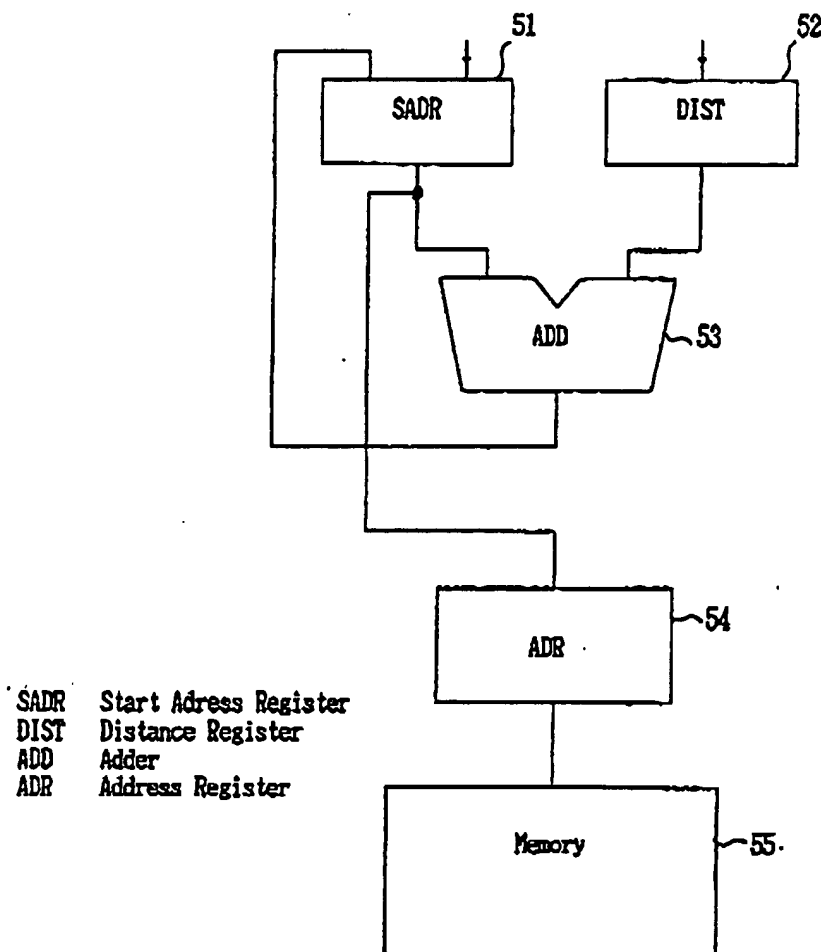 51
52
SADR
DIST
ADD
53
54
ADR
SADR Start Adress Register
DIST Distance Register
ADD Adder
ADR Address Register
Memory
55.